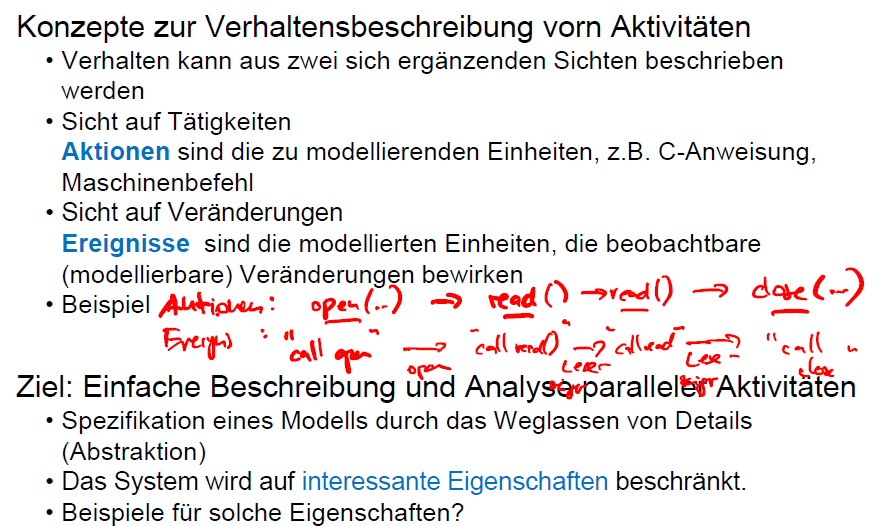 Konzepte zur Verhaltensbeschreibung vorn Aktivitäten
• Verhalten kann aus zwei sich ergänzenden Sichten beschrieben
werden
• Sicht auf Tätigkeiten
Aktionen sind die zu modellierenden Einheiten, z.B. C-Anweisung,
Maschinenbefehl
• Sicht auf Veränderungen
Ereignisse sind die modellierten Einheiten, die beobachtbare
(modellierbare) Veränderungen bewirken
• Beispiel Aktionen: open(...) → read() → read() → close(...)
: "call open" → "call read()" → "call read" → "call close"
open
Ziel: Einfache Beschreibung und Analyse paralleler Aktivitäten
• Spezifikation eines Modells durch das Weglassen von Details
(Abstraktion)
• Das System wird auf interessante Eigenschaften beschränkt.
• Beispiele für solche Eigenschaften?